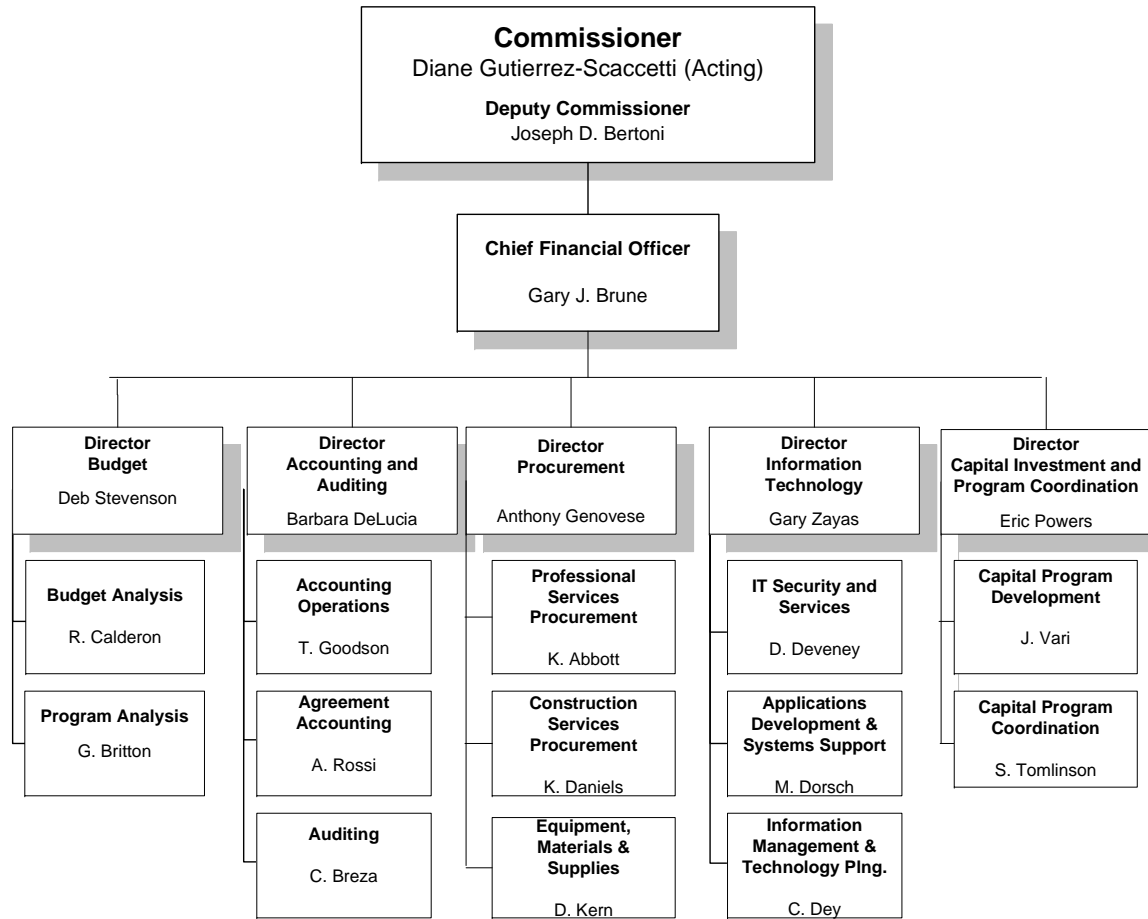 Commissioner
Diane Gutierrez-Scaccetti (Acting)
Deputy Commissioner
Joseph D. Bertoni
Chief Financial Officer
Gary J. Brune
Director
Budget
Deb Stevenson
Director
Accounting and
Auditing
Barbara DeLucia
Director
Procurement
Anthony Genovese
Director
Information
Technology
Gary Zayas
Director
Capital Investment and
Program Coordination
Eric Powers
Budget Analysis
R. Calderon
Program Analysis
G. Britton
Accounting
Operations
T. Goodson
Agreement
Accounting
A. Rossi
Auditing
C. Breza
Professional
Services
Procurement
K. Abbott
Construction
Services
Procurement
K. Daniels
Equipment,
Materials &
Supplies
D. Kern
IT Security and
Services
D. Deveney
Applications
Development &
Systems Support
M. Dorsch
Information
Management &
Technology Plng.
C. Dey
Capital Program
Development
J. Vari
Capital Program
Coordination
S. Tomlinson